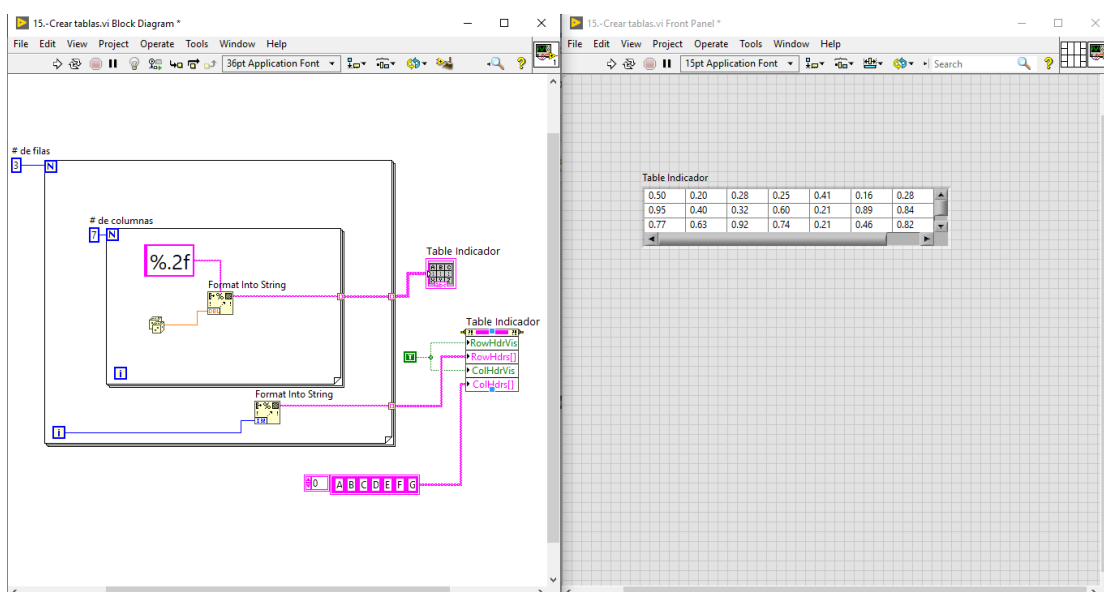 15.-Crear tablas.vi Block Diagram *
File Edit View Project Operate Tools Window Help
36pt Application Font
# de filas
3
N
# de columnas
7
N
%.2f
Format Into String
Table Indicador
i
Format Into String
i
Table Indicador
RowHdrVis
RowHdrs[]
ColHdrVis
ColHdrs[]
T
0 A B C D E F G
15.-Crear tablas.vi Front Panel *
File Edit View Project Operate Tools Window Help
15pt Application Font
Search
Table Indicador
0.50 0.20 0.28 0.25 0.41 0.16 0.28
0.95 0.40 0.32 0.60 0.21 0.89 0.84
0.77 0.63 0.92 0.74 0.21 0.46 0.82